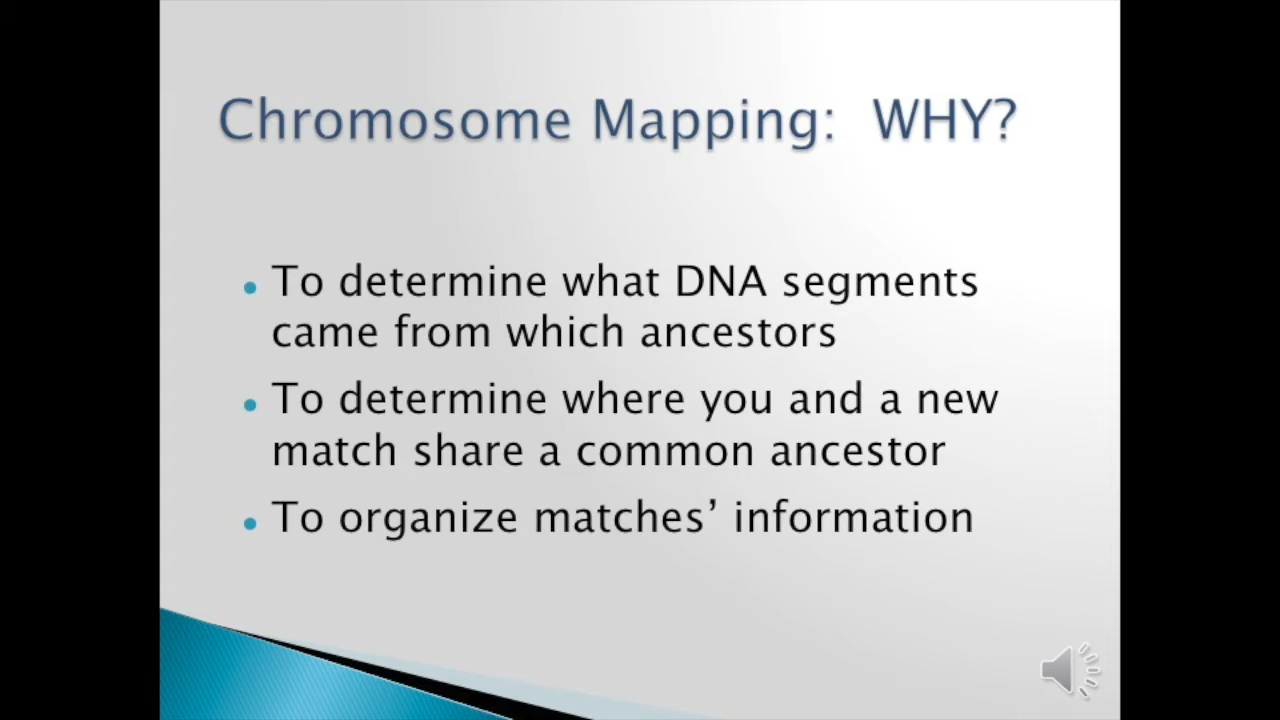 Chromosome Mapping:  WHY?
• To determine what DNA segments
came from which ancestors
• To determine where you and a new
match share a common ancestor
• To organize matches’ information